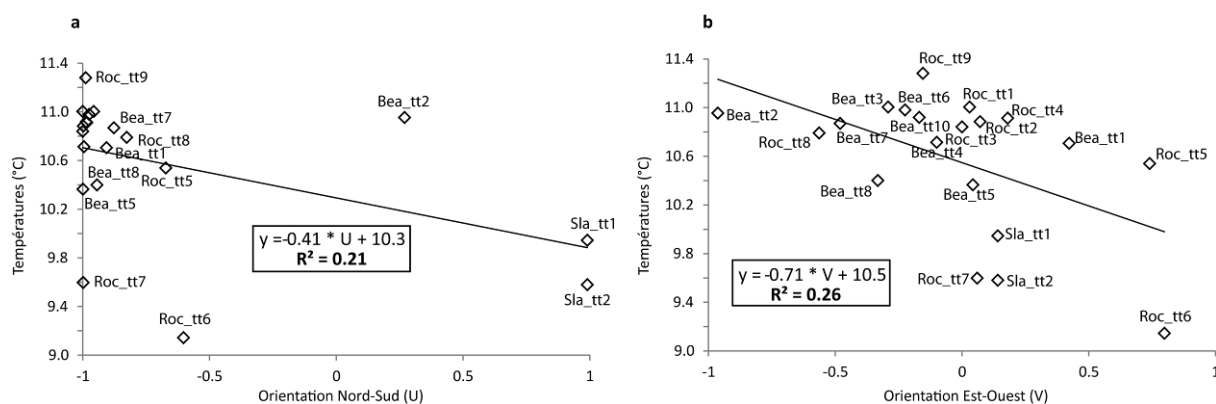 a
Températures (°C)
11.4
11.0
10.6
10.2
9.8
9.4
9.0
Roc_tt9
Bea_tt7
Roc_tt8
Bea_tt1
Bea_tt8
Roc_tt5
Bea_tt5
Bea_tt2
Sla_tt1
Sla_tt2
Roc_tt7
Roc_tt6
y =-0.41 * U + 10.3
R² = 0.21
-1 -0.5 0 0.5 1
Orientation Nord-Sud (U)
b
Températures (°C)
11.4
11.0
10.6
10.2
9.8
9.4
9.0
Roc_tt9
Bea_tt3 Bea_tt6 Roc_tt1
Roc_tt4
Bea_tt2
Bea_tt10 Roc_tt2
Roc_tt8 Bea_tt7 Roc_tt3 Bea_tt1
Bea_tt4
Roc_tt5
Bea_tt8
Bea_tt5
Sla_tt1
Roc_tt7 Sla_tt2
Roc_tt6
y = -0.71 * V + 10.5
R² = 0.26
-1 -0.5 0 0.5 1
Orientation Est-Ouest (V)